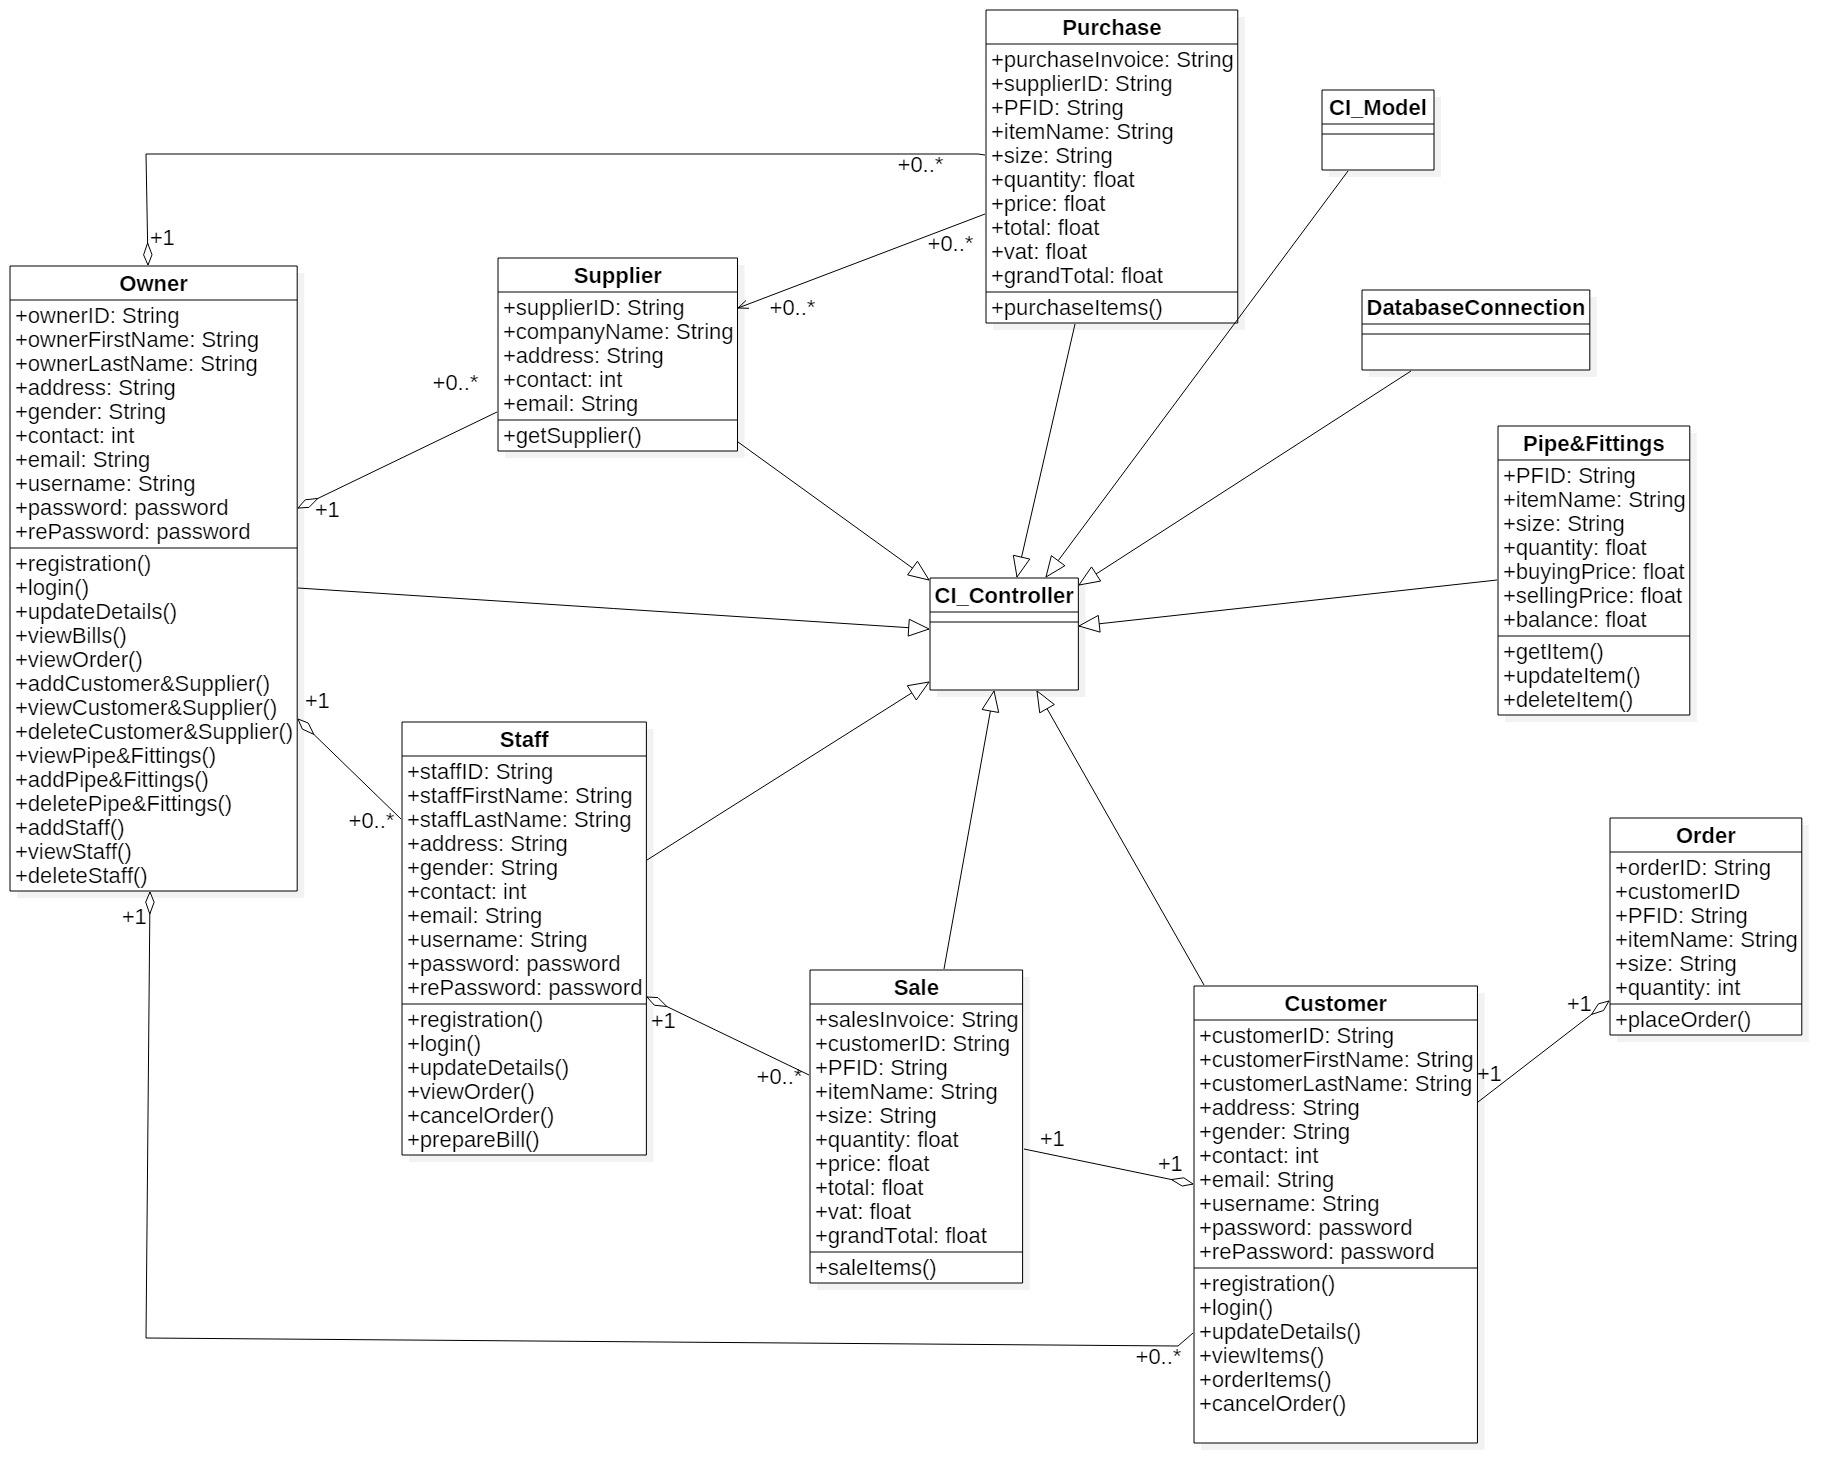 Purchase
+purchaseInvoice: String
+supplierID: String
+PFID: String
+itemName: String
+size: String
+quantity: float
+price: float
+total: float
+vat: float
+grandTotal: float
+purchaseItems()
CI_Model
+0..*
+1
+0..*
+0..*
Owner
+ownerID: String
+ownerFirstName: String
+ownerLastName: String
+address: String
+gender: String
+contact: int
+email: String
+username: String
+password: password
+rePassword: password
+registration()
+login()
+updateDetails()
+viewBills()
+viewOrder()
+addCustomer&Supplier()
+viewCustomer&Supplier()
+deleteCustomer&Supplier()
+viewPipe&Fittings()
+addPipe&Fittings()
+deletePipe&Fittings()
+addStaff()
+viewStaff()
+deleteStaff()
Supplier
+supplierID: String
+companyName: String
+address: String
+contact: int
+email: String
+getSupplier()
+0..*
+1
DatabaseConnection
Pipe&Fittings
+PFID: String
+itemName: String
+size: String
+quantity: float
+buyingPrice: float
+sellingPrice: float
+balance: float
+getItem()
+updateItem()
+deleteItem()
CI_Controller
+1
+0..*
+1
Staff
+staffID: String
+staffFirstName: String
+staffLastName: String
+address: String
+gender: String
+contact: int
+email: String
+username: String
+password: password
+rePassword: password
+registration()
+login()
+updateDetails()
+viewOrder()
+cancelOrder()
+prepareBill()
+1
+0..*
Sale
+salesInvoice: String
+customerID: String
+PFID: String
+itemName: String
+size: String
+quantity: float
+price: float
+total: float
+vat: float
+grandTotal: float
+saleItems()
+1
+1
Customer
+customerID: String
+customerFirstName: String
+customerLastName: String
+address: String
+gender: String
+contact: int
+email: String
+username: String
+password: password
+rePassword: password
+registration()
+login()
+updateDetails()
+viewItems()
+orderItems()
+cancelOrder()
+0..*
+1
+1
Order
+orderID: String
+customerID
+PFID: String
+itemName: String
+size: String
+quantity: int
+placeOrder()